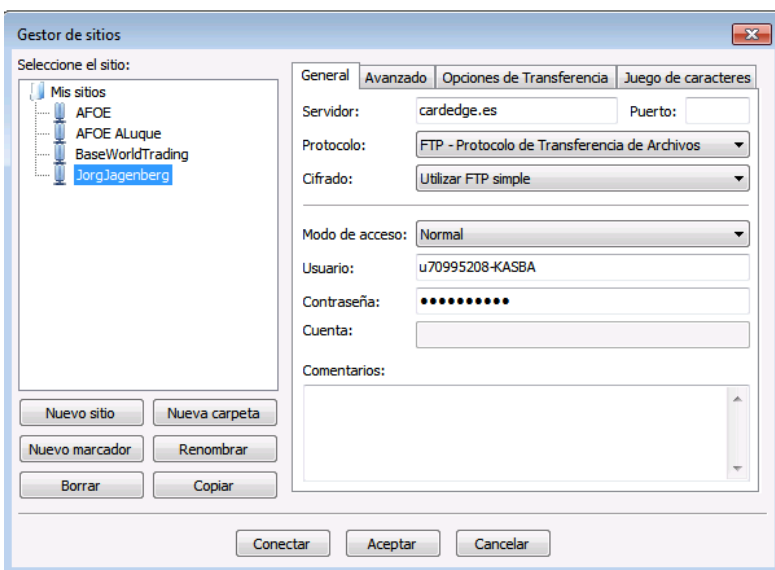 Gestor de sitios
Seleccione el sitio:
Mis sitios
AFOE
AFOE ALuque
BaseWorldTrading
JorgJagenberg
Nuevo sitio Nueva carpeta
Nuevo marcador Renombrar
Borrar Copiar
General Avanzado Opciones de Transferencia Juego de caracteres
Servidor: cardedge.es Puerto:
Protocolo: FTP - Protocolo de Transferencia de Archivos
Cifrado: Utilizar FTP simple
Modo de acceso: Normal
Usuario: u70995208-KASBA
Contraseña: ●●●●●●●●●●
Cuenta:
Comentarios:
Conectar Aceptar Cancelar